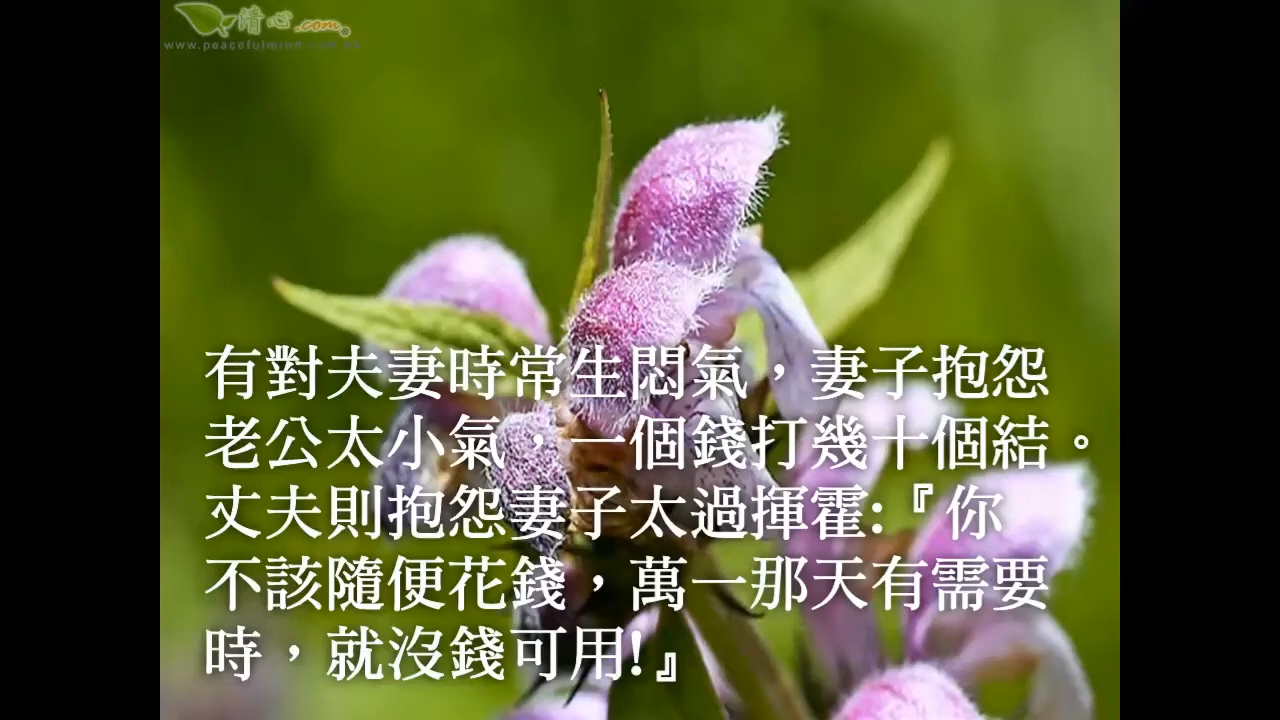 清心.com
www.peacefulmind.com.hk
有對夫妻時常生悶氣，妻子抱怨
老公太小氣，一個錢打幾十個結。
丈夫則抱怨妻子太過揮霍:『你
不該隨便花錢，萬一那天有需要
時，就沒錢可用!』